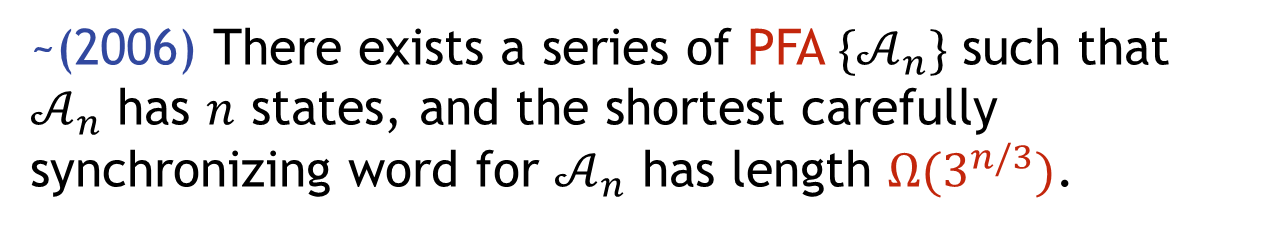 ~(2006) There exists a series of PFA {𝒜ₙ} such that
𝒜ₙ has n states, and the shortest carefully
synchronizing word for 𝒜ₙ has length Ω(3^{n/3}).